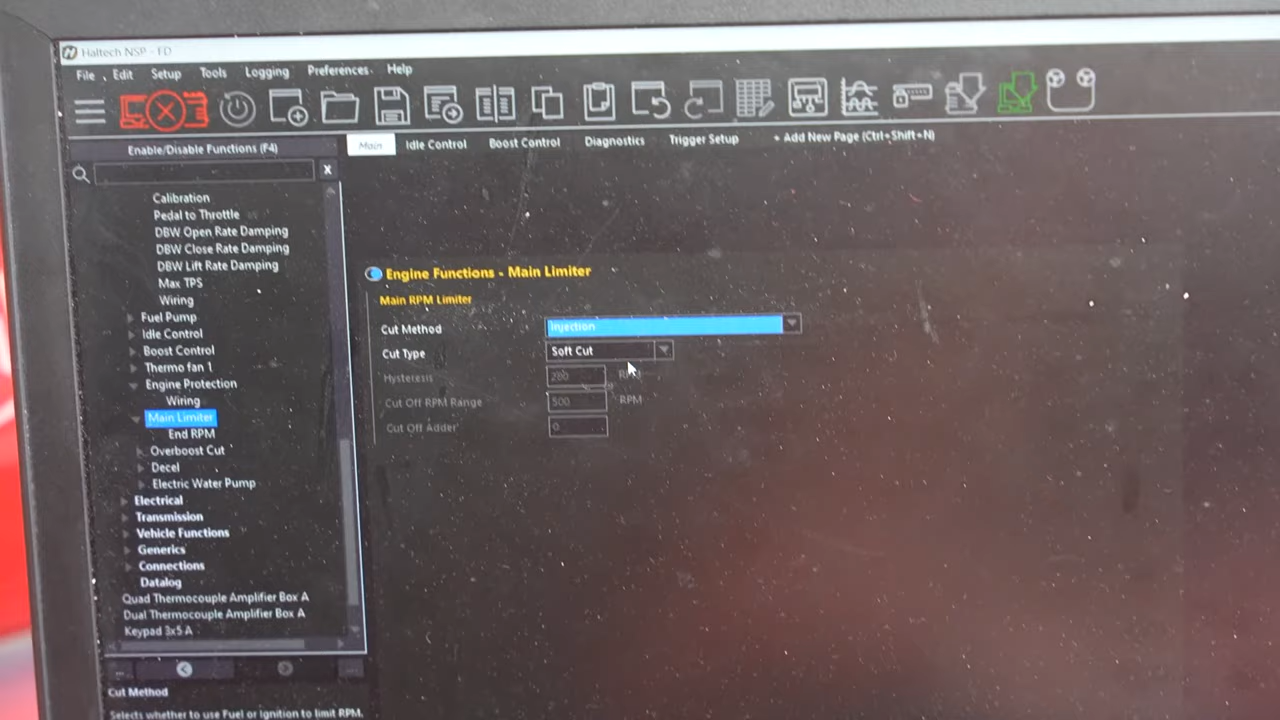 Haltech NSP - FD
File Edit Setup Tools Logging Preferences Help
Enable/Disable Functions (F4)
Main Idle Control Boost Control Diagnostics Trigger Setup + Add New Page (Ctrl+Shift+N)
X
Calibration
Pedal to Throttle
DBW Open Rate Damping
DBW Close Rate Damping
DBW Lift Rate Damping
Max TPS
Wiring
Fuel Pump
Idle Control
Boost Control
Thermo fan 1
Engine Protection
Wiring
Main Limiter
End RPM
Overboost Cut
Decel
Electric Water Pump
Electrical
Transmission
Vehicle Functions
Generics
Connections
Datalog
Quad Thermocouple Amplifier Box A
Dual Thermocouple Amplifier Box A
Keypad 3x5 A
Cut Method
Selects whether to use Fuel or Ignition to limit RPM.
Engine Functions - Main Limiter
Main RPM Limiter
Cut Method Injection
Cut Type Soft Cut
Hysteresis 200 RPM
Cut Off RPM Range 500 RPM
Cut Off Adder 0